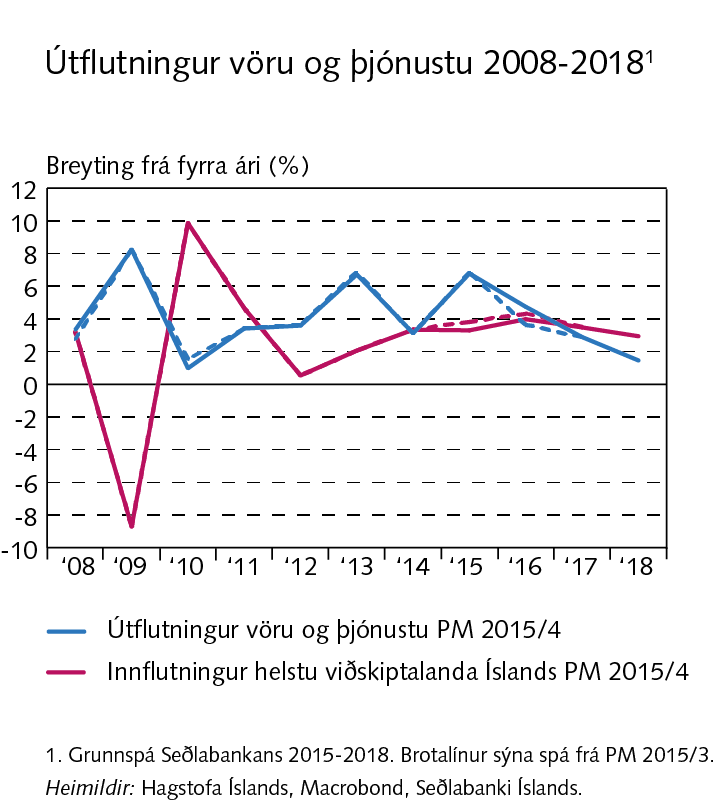 Útflutningur vöru og þjónustu 2008-2018¹
Breyting frá fyrra ári (%)
12
10
8
6
4
2
0
-2
-4
-6
-8
-10
‘08 ‘09 ‘10 ‘11 ‘12 ‘13 ‘14 ‘15 ‘16 ‘17 ‘18
Útflutningur vöru og þjónustu PM 2015/4
Innflutningur helstu viðskiptalanda Íslands PM 2015/4
1. Grunnspá Seðlabankans 2015-2018. Brotalínur sýna spá frá PM 2015/3.
Heimildir: Hagstofa Íslands, Macrobond, Seðlabanki Íslands.